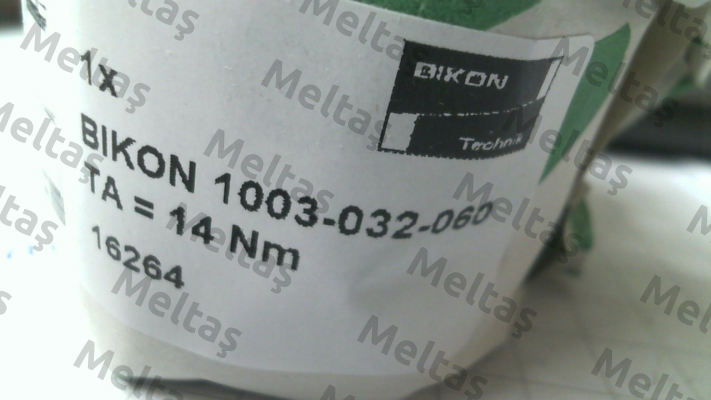 BIKON
Technik
1x
BIKON 1003-032-060
TA = 14 Nm
16264
Meltaş